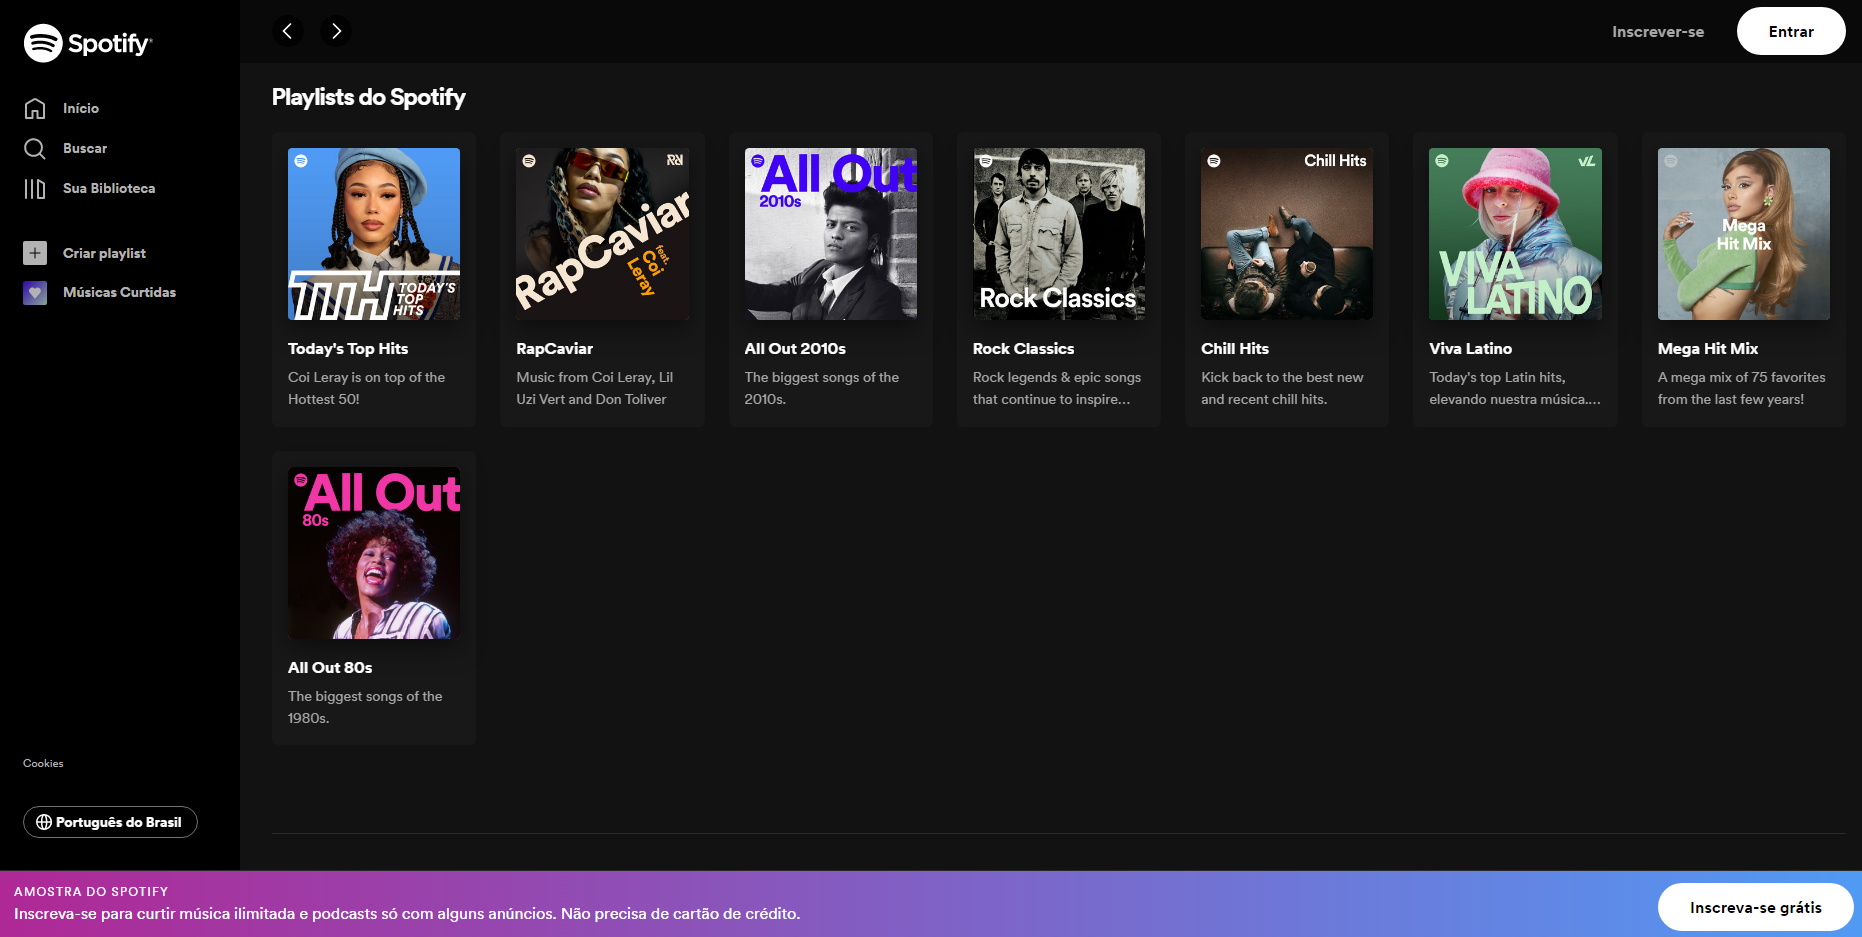 Spotify
Início
Buscar
Sua Biblioteca
Criar playlist
Músicas Curtidas
Cookies
Português do Brasil
Inscrever-se
Entrar
Playlists do Spotify
TTH TODAY'S
TOP
HITS
Today's Top Hits
Coi Leray is on top of the
Hottest 50!
RapCaviar
feat.
Coi
Leray
RapCaviar
Music from Coi Leray, Lil
Uzi Vert and Don Toliver
All Out
2010s
All Out 2010s
The biggest songs of the
2010s.
Rock Classics
Rock Classics
Rock legends & epic songs
that continue to inspire...
Chill Hits
Chill Hits
Kick back to the best new
and recent chill hits.
VL
VIVA
LATINO
Viva Latino
Today's top Latin hits,
elevando nuestra música....
Mega
Hit Mix
Mega Hit Mix
A mega mix of 75 favorites
from the last few years!
All Out
80s
All Out 80s
The biggest songs of the
1980s.
AMOSTRA DO SPOTIFY
Inscreva-se para curtir música ilimitada e podcasts só com alguns anúncios. Não precisa de cartão de crédito.
Inscreva-se grátis